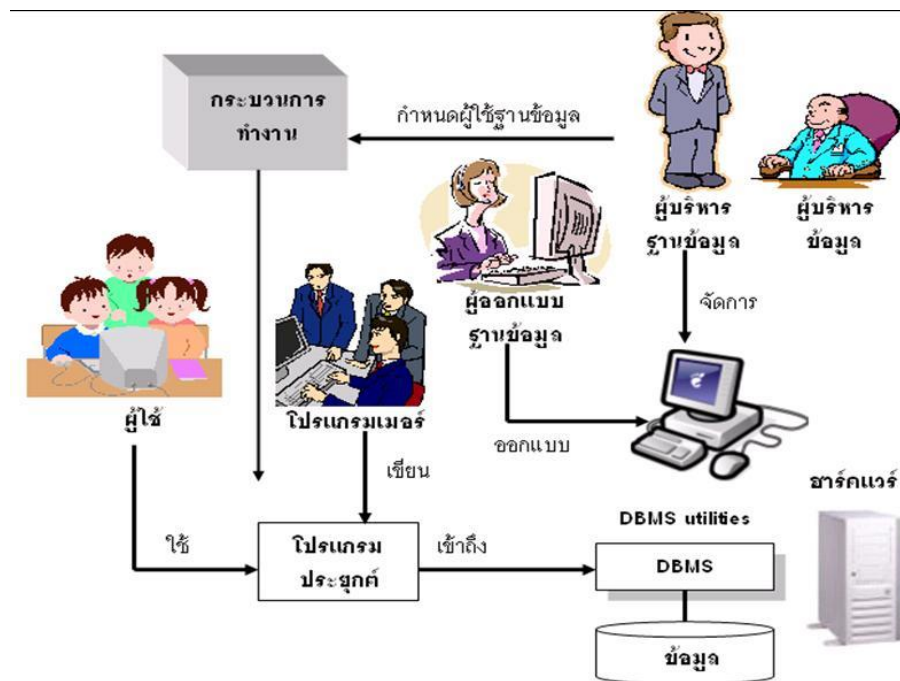 กระบวนการ
ทำงาน
กำหนดผู้ใช้ฐานข้อมูล
ผู้บริหาร
ฐานข้อมูล
ผู้บริหาร
ข้อมูล
ผู้ออกแบบ
ฐานข้อมูล
จัดการ
ผู้ใช้
โปรแกรมเมอร์
ออกแบบ
เขียน
ฮาร์คแวร์
DBMS utilities
ใช้
โปรแกรม
ประยุกต์
เข้าถึง
DBMS
ข้อมูล